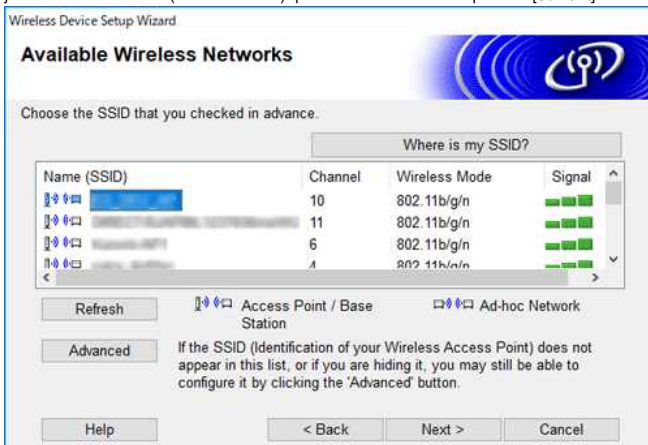 Wireless Device Setup Wizard
Available Wireless Networks
Choose the SSID that you checked in advance.
Where is my SSID?
Name (SSID) Channel Wireless Mode Signal
10 802.11b/g/n
11 802.11b/g/n
6 802.11b/g/n
4 802.11b/g/n
Refresh
Access Point / Base
Station
Ad-hoc Network
Advanced
If the SSID (Identification of your Wireless Access Point) does not
appear in this list, or if you are hiding it, you may still be able to
configure it by clicking the 'Advanced' button.
Help < Back Next > Cancel